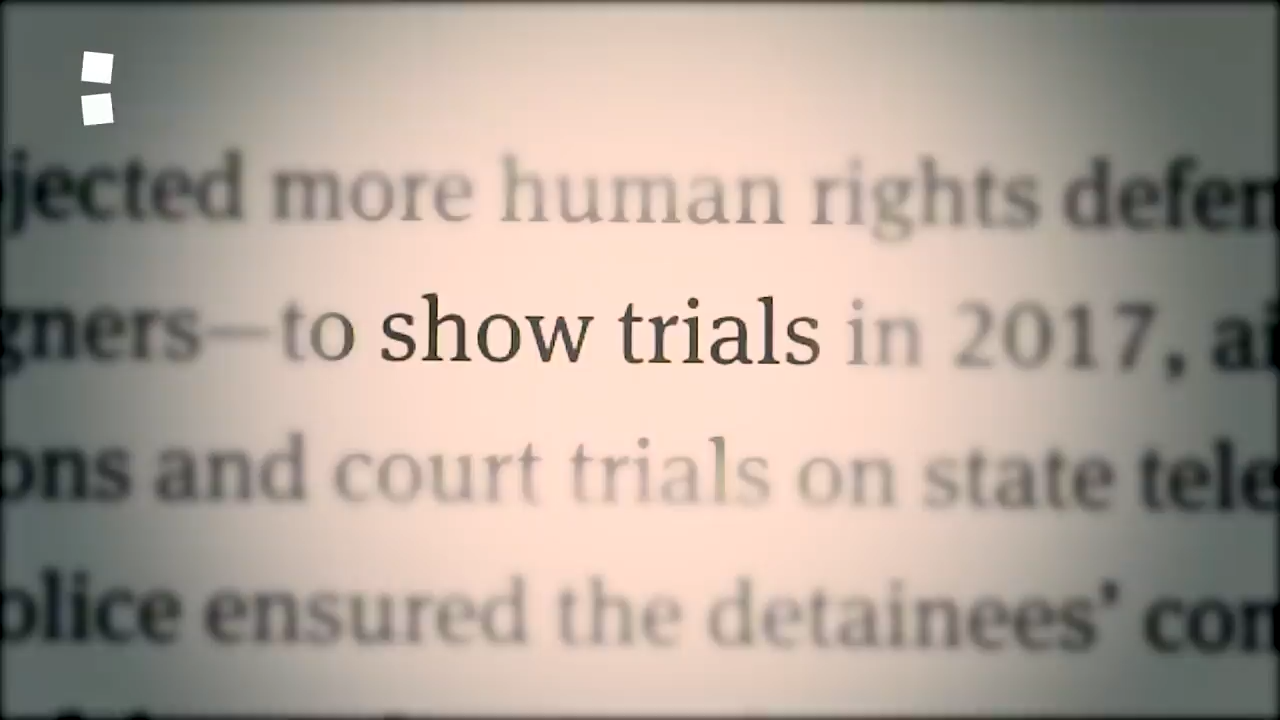 jected more human rights defen
gners—to show trials in 2017, ai
ons and court trials on state tele
olice ensured the detainees’ con